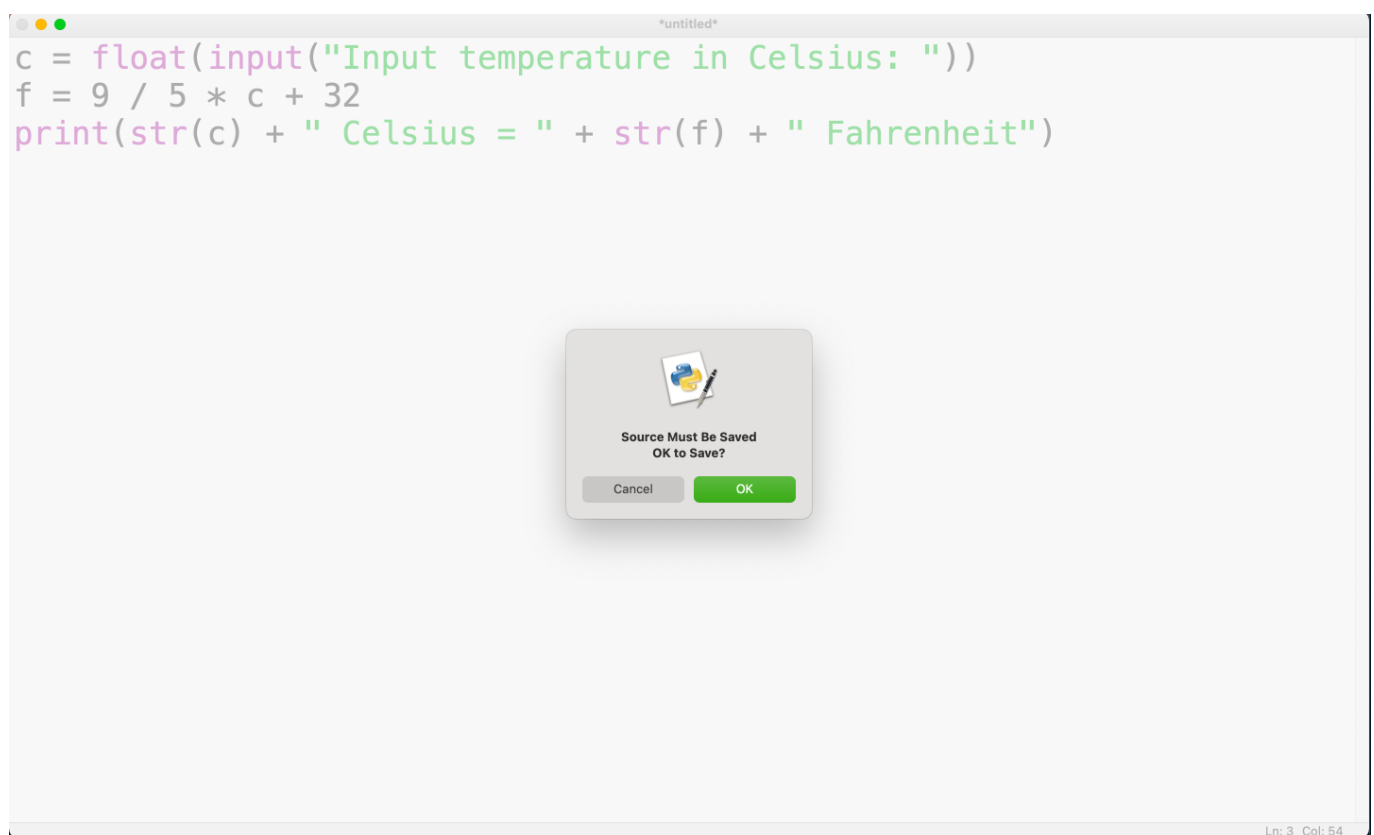 *untitled*
c = float(input("Input temperature in Celsius: "))
f = 9 / 5 * c + 32
print(str(c) + " Celsius = " + str(f) + " Fahrenheit")
Source Must Be Saved
OK to Save?
Cancel OK
Ln: 3 Col: 54